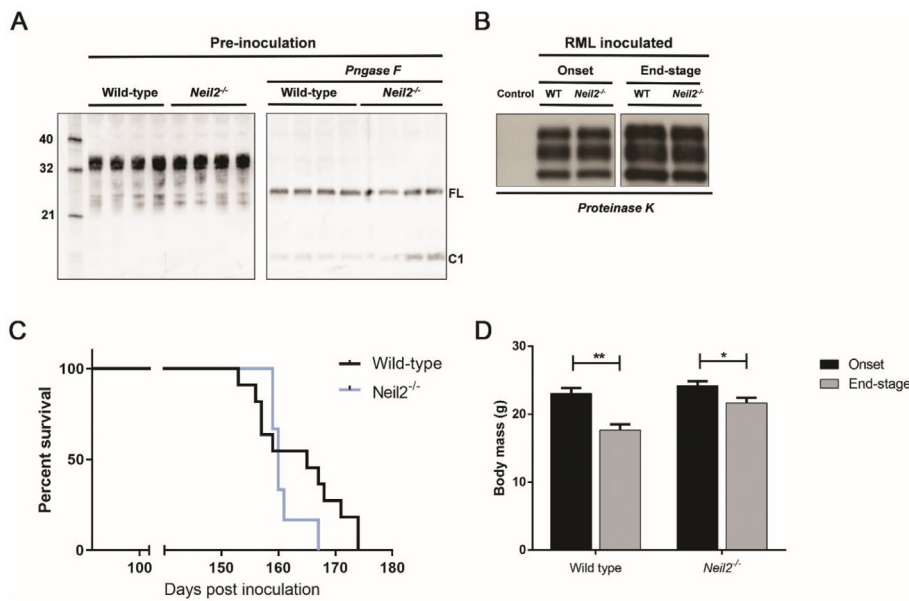 A
Pre-inoculation
Pngase F
Wild-type Neil2-/- Wild-type Neil2-/-
40
32
21
FL
C1
B
RML inoculated
Onset End-stage
Control WT Neil2-/- WT Neil2-/-
Proteinase K
C
Percent survival
100
50
0
100 150 160 170 180
Days post inoculation
Wild-type
Neil2-/-
D
Body mass (g)
30
20
10
0
** *
Onset
End-stage
Wild type Neil2-/-